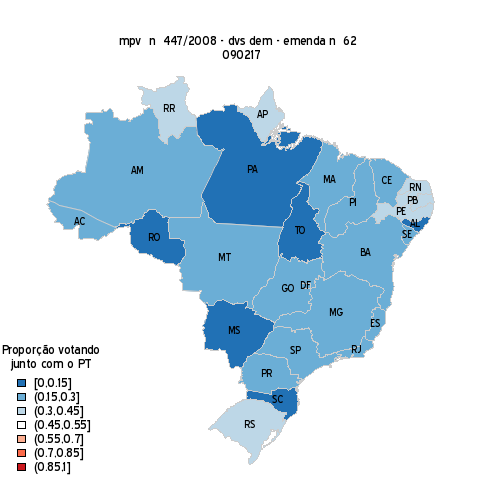 mpv n 447/2008 - dvs dem - emenda n 62
090217
RR
AP
AM
PA
MA
CE
RN
PI
PB
PE
AC
AL
TO
SE
RO
BA
MT
GO
DF
MG
MS
ES
SP
RJ
PR
SC
RS
Proporção votando
junto com o PT
[0,0.15]
(0.15,0.3]
(0.3,0.45]
(0.45,0.55]
(0.55,0.7]
(0.7,0.85]
(0.85,1]